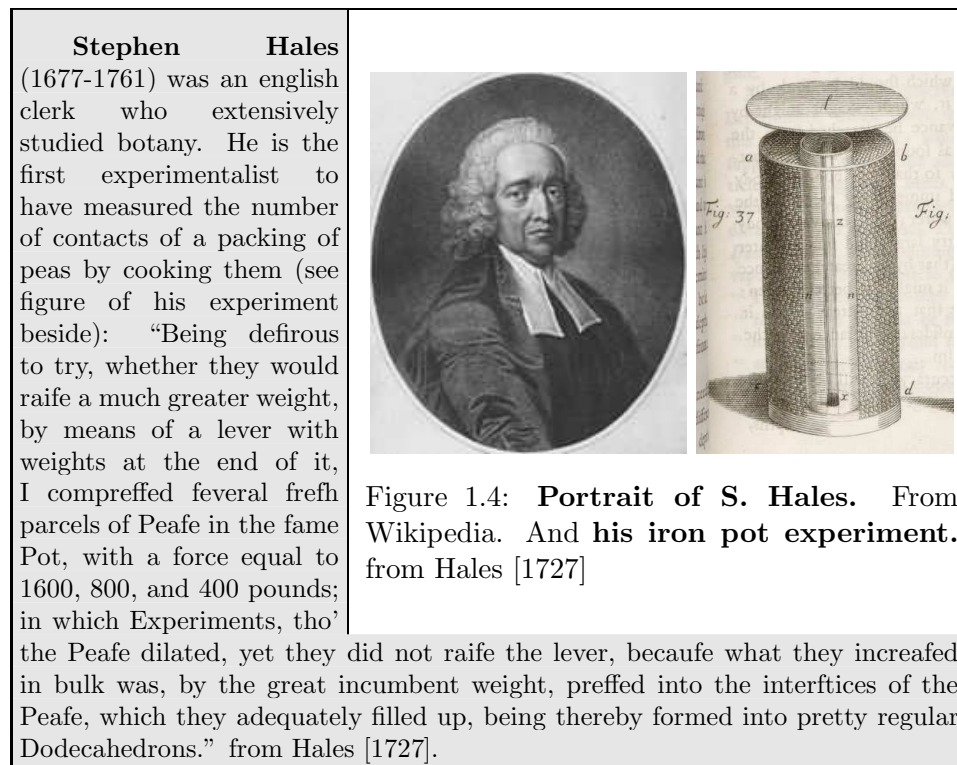 Stephen Hales
(1677-1761) was an english
clerk who extensively
studied botany. He is the
first experimentalist to
have measured the number
of contacts of a packing of
peas by cooking them (see
figure of his experiment
beside): “Being defirous
to try, whether they would
raife a much greater weight,
by means of a lever with
weights at the end of it,
I compreffed feveral frefh
parcels of Peafe in the fame
Pot, with a force equal to
1600, 800, and 400 pounds;
in which Experiments, tho’
the Peafe dilated, yet they did not raife the lever, becaufe what they increafed
in bulk was, by the great incumbent weight, preffed into the interftices of the
Peafe, which they adequately filled up, being thereby formed into pretty regular
Dodecahedrons.” from Hales [1727].
f
a b
Fig: 37. z Fig:
n n
c d
x
Figure 1.4: Portrait of S. Hales. From
Wikipedia. And his iron pot experiment.
from Hales [1727]